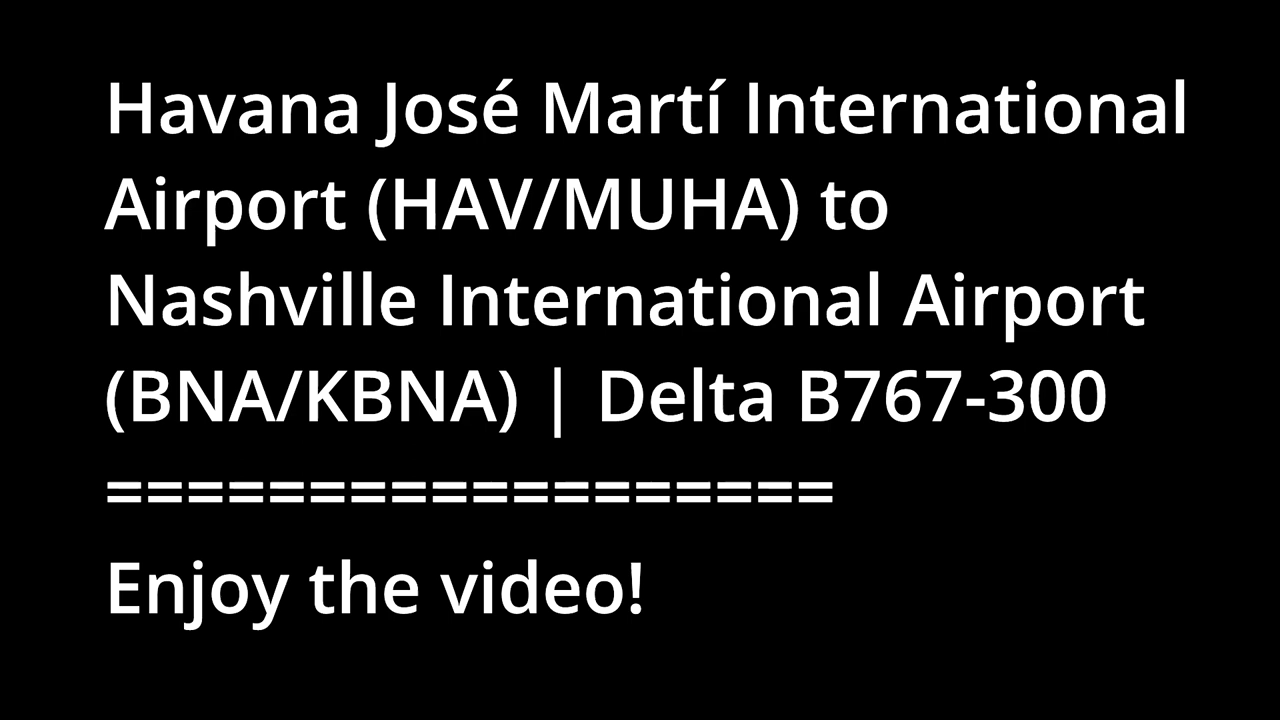 Havana José Martí International
Airport (HAV/MUHA) to
Nashville International Airport
(BNA/KBNA) | Delta B767-300
==================
Enjoy the video!